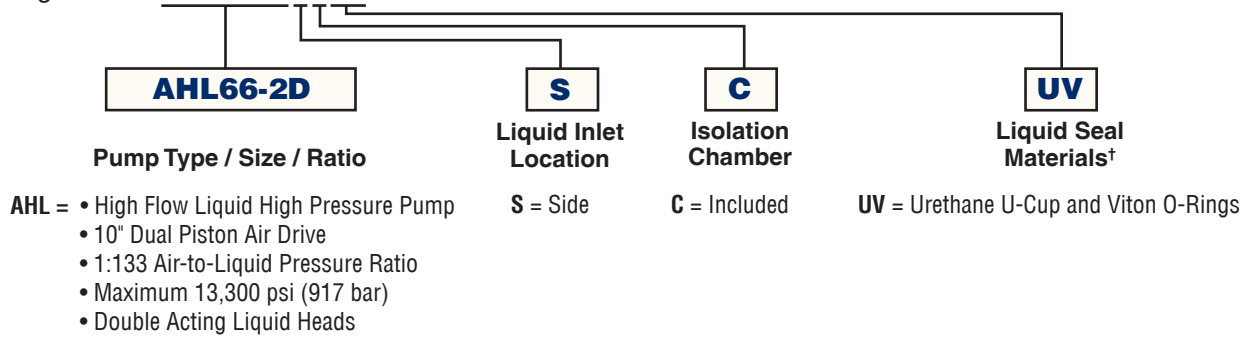 AHL66-2D
S
C
UV
Pump Type / Size / Ratio
Liquid Inlet
Location
Isolation
Chamber
Liquid Seal
Materials†
AHL = • High Flow Liquid High Pressure Pump
• 10" Dual Piston Air Drive
• 1:133 Air-to-Liquid Pressure Ratio
• Maximum 13,300 psi (917 bar)
• Double Acting Liquid Heads
S = Side
C = Included
UV = Urethane U-Cup and Viton O-Rings